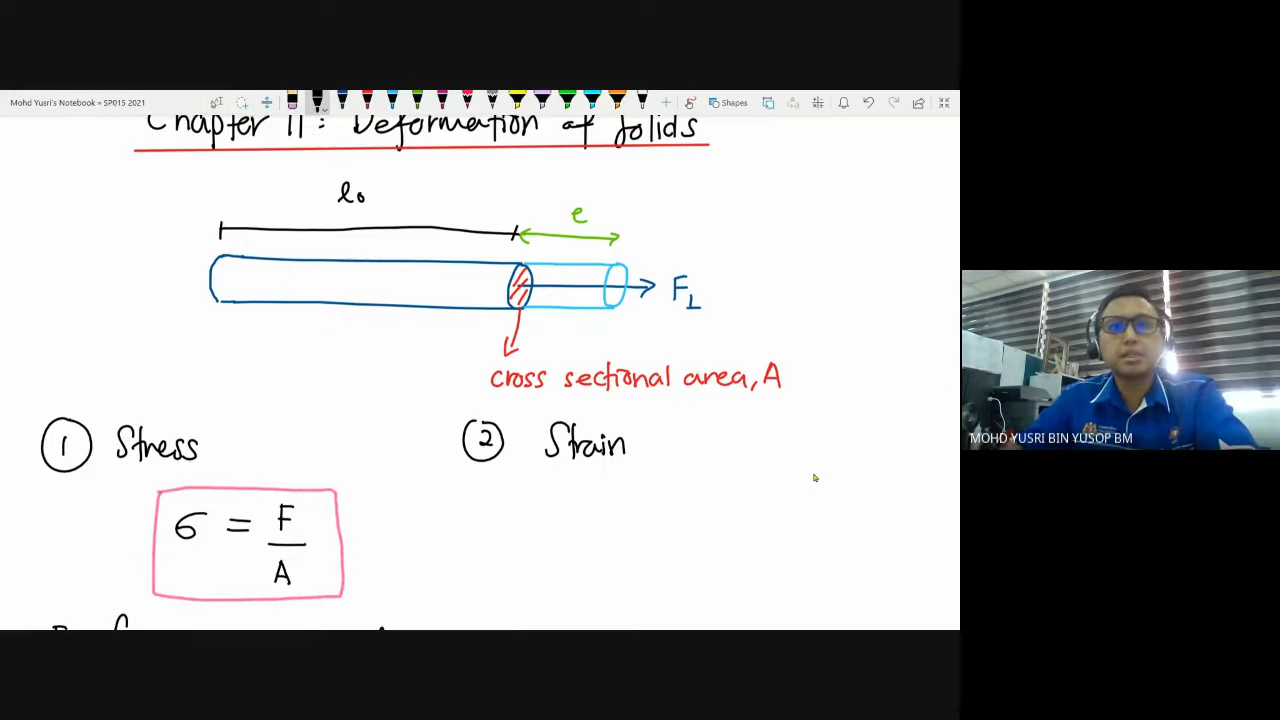 Mohd Yusri's Notebook » SP015 2021
Shapes
Chapter 11: Deformation of Solids
l₀
e
F⊥
cross sectional area, A
① Stress
② Strain
σ = F
A
MOHD YUSRI BIN YUSOP BM